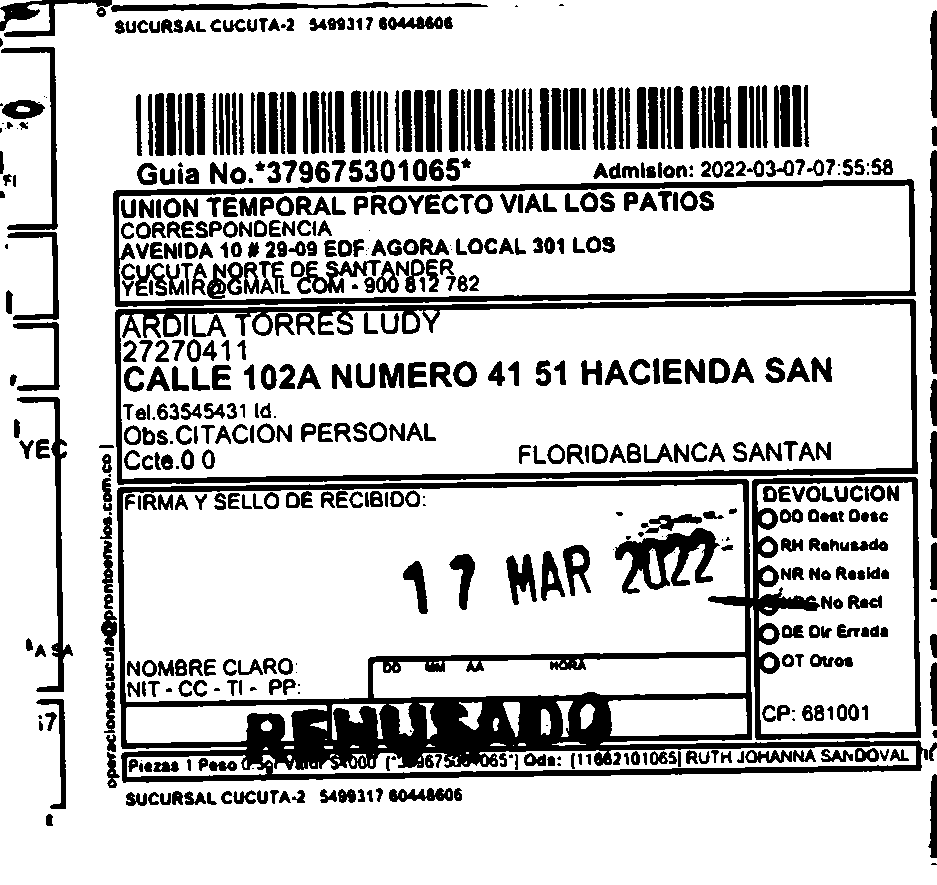 SUCURSAL CUCUTA-2 5499317 60448606
Guia No.*379675301065*
Admision: 2022-03-07-07:55:58
UNION TEMPORAL PROYECTO VIAL LOS PATIOS
CORRESPONDENCIA
AVENIDA 10 # 29-09 EDF AGORA LOCAL 301 LOS
CUCUTA NORTE DE SANTANDER
YEISMIR@GMAIL COM - 900 812 782
ARDILA TORRES LUDY
27270411
CALLE 102A NUMERO 41 51 HACIENDA SAN
Tel.63545431 Id.
Obs.CITACION PERSONAL
Ccte.0 0
FLORIDABLANCA SANTAN
operacionescucuta@prontoenvios.com.co
FIRMA Y SELLO DE RECIBIDO:
17 MAR 2022
NOMBRE CLARO:
NIT - CC - TI - PP:
DD MM AA HORA
REHUSADO
DEVOLUCION
DD Dest Desc
RH Rehusado
NR No Reside
No Reci
DE Dir Errada
OT Otros
CP: 681001
Piezas 1 Peso
Ods: [11662101065] RUTH JOHANNA SANDOVAL
SUCURSAL CUCUTA-2 5499317 60448606
FI
YEC
A SA
i7